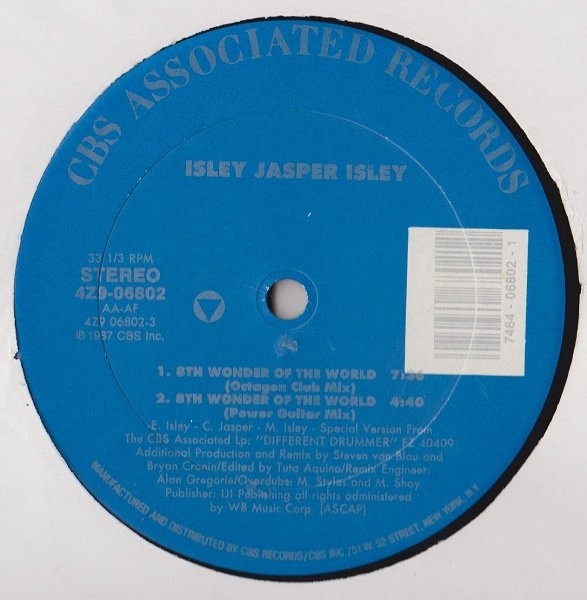 CBS ASSOCIATED RECORDS
ISLEY JASPER ISLEY
33 1/3 RPM
STEREO
4Z9-06802
AA-AF
4Z9 06802-3
℗ 1987 CBS Inc.
7464 - 06802 - 1
1. 8TH WONDER OF THE WORLD 7:26
(Octagon Club Mix)
2. 8TH WONDER OF THE WORLD 4:40
(Power Guitar Mix)
-E. Isley - C. Jasper - M. Isley - Special Version From
The CBS Associated Lp: "DIFFERENT DRUMMER" FZ 40409
Additional Production and Remix by Steven von Blau and
Bryan Cronin/Edited by Tuta Aquino/Remix Engineer:
Alan Gregorie/Overdubs: M. Styles and M. Shay
Publisher: IJI Publishing all rights administered
by WB Music Corp. (ASCAP)
MANUFACTURED AND DISTRIBUTED BY CBS RECORDS/CBS INC /51 W 52 STREET, NEW YORK, N Y